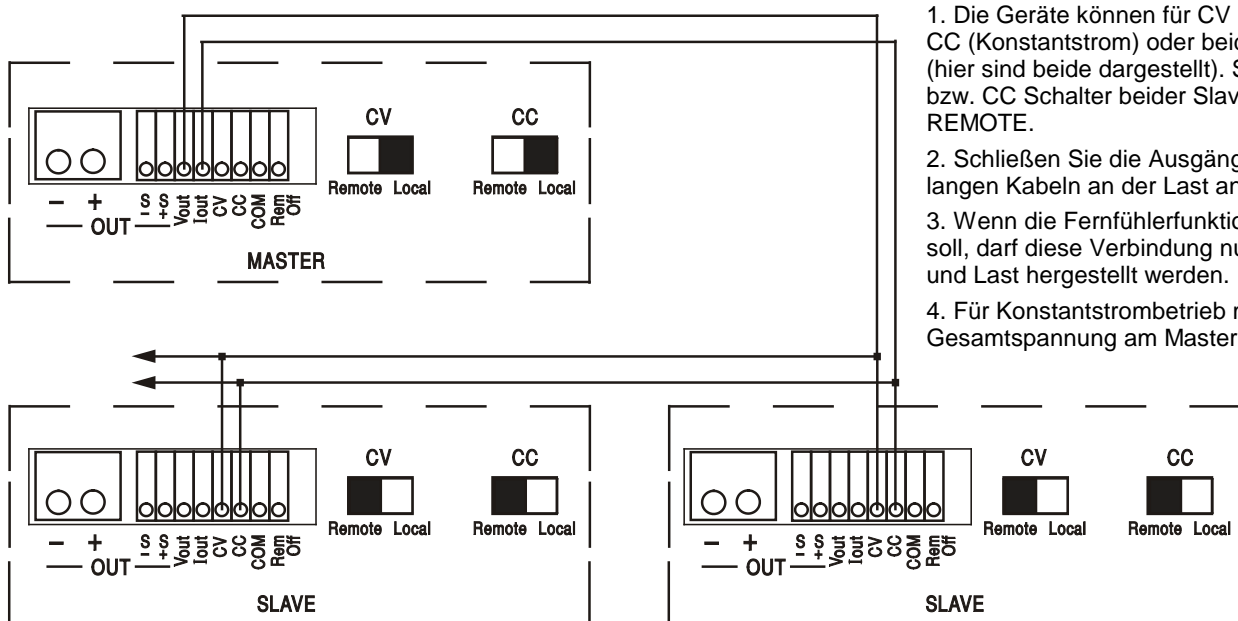 1. Die Geräte können für CV
CC (Konstantstrom) oder beid
(hier sind beide dargestellt). S
bzw. CC Schalter beider Slav
REMOTE.
2. Schließen Sie die Ausgäng
langen Kabeln an der Last an
3. Wenn die Fernfühlerfunktio
soll, darf diese Verbindung nu
und Last hergestellt werden.
4. Für Konstantstrombetrieb
Gesamtspannung am Master
CV CC
Remote Local Remote Local
− + S- S+ Vout Iout CV CC COM Rem Off
OUT
MASTER
CV CC
Remote Local Remote Local
− + S- S+ Vout Iout CV CC COM Rem Off
OUT
SLAVE
CV CC
Remote Local Remote Local
− + S- S+ Vout Iout CV CC COM Rem Off
OUT
SLAVE